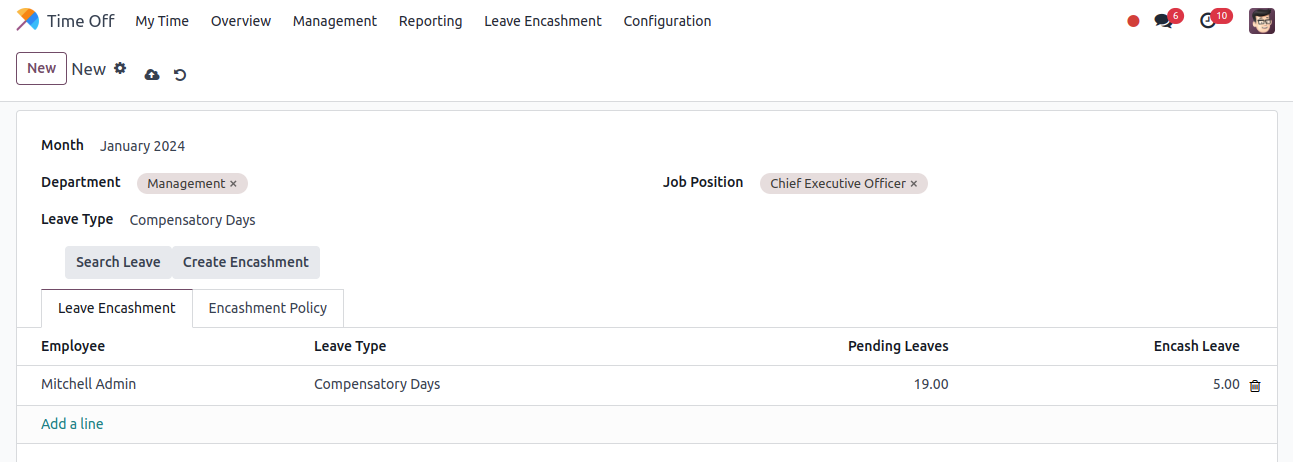 Time Off My Time Overview Management Reporting Leave Encashment Configuration 6 10
New New
Month January 2024
Department Management × Job Position Chief Executive Officer ×
Leave Type Compensatory Days
Search Leave Create Encashment
Leave Encashment Encashment Policy
Employee Leave Type Pending Leaves Encash Leave
Mitchell Admin Compensatory Days 19.00 5.00
Add a line